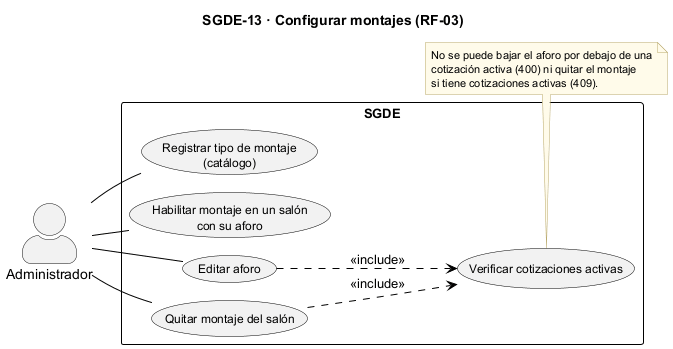 SGDE-13 · Configurar montajes (RF-03)
No se puede bajar el aforo por debajo de una
cotización activa (400) ni quitar el montaje
si tiene cotizaciones activas (409).
SGDE
Registrar tipo de montaje
(catálogo)
Habilitar montaje en un salón
con su aforo
Administrador
Editar aforo
«include»
Verificar cotizaciones activas
«include»
Quitar montaje del salón